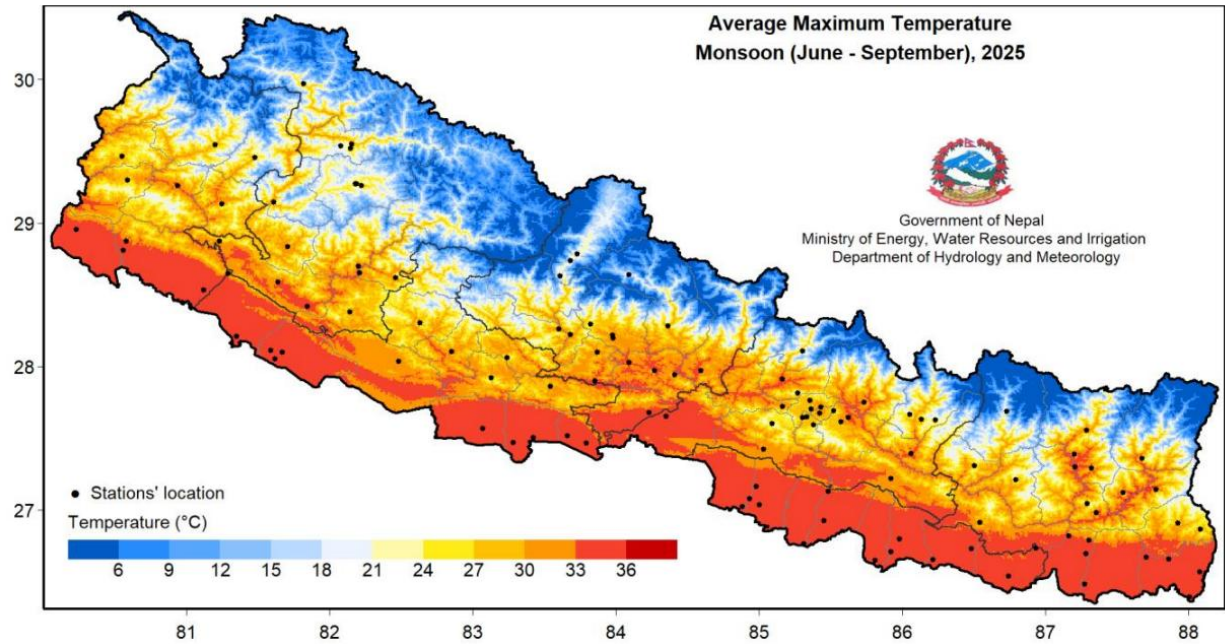 Average Maximum Temperature
Monsoon (June - September), 2025
Government of Nepal
Ministry of Energy, Water Resources and Irrigation
Department of Hydrology and Meteorology
30
29
28
27
Stations' location
Temperature (°C)
6 9 12 15 18 21 24 27 30 33 36
81 82 83 84 85 86 87 88